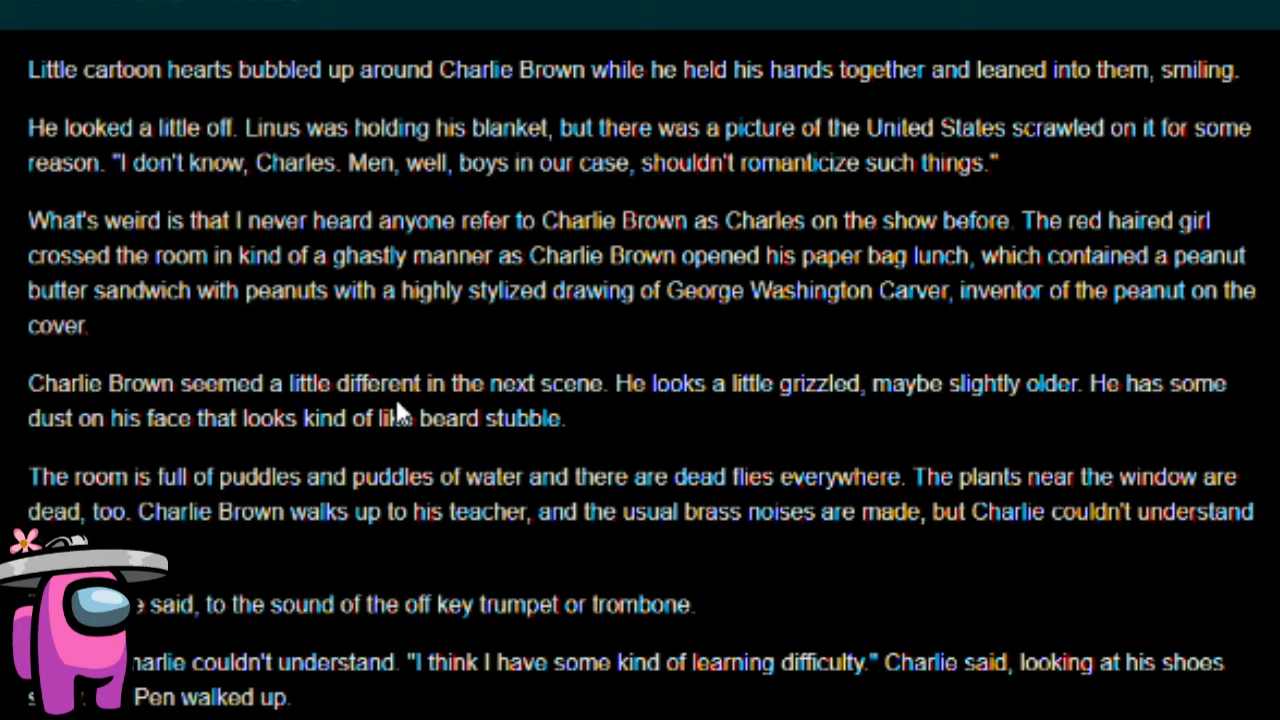 Little cartoon hearts bubbled up around Charlie Brown while he held his hands together and leaned into them, smiling.
He looked a little off. Linus was holding his blanket, but there was a picture of the United States scrawled on it for some
reason. "I don't know, Charles. Men, well, boys in our case, shouldn't romanticize such things."
What's weird is that I never heard anyone refer to Charlie Brown as Charles on the show before. The red haired girl
crossed the room in kind of a ghastly manner as Charlie Brown opened his paper bag lunch, which contained a peanut
butter sandwich with peanuts with a highly stylized drawing of George Washington Carver, inventor of the peanut on the
cover.
Charlie Brown seemed a little different in the next scene. He looks a little grizzled, maybe slightly older. He has some
dust on his face that looks kind of like beard stubble.
The room is full of puddles and puddles of water and there are dead flies everywhere. The plants near the window are
dead, too. Charlie Brown walks up to his teacher, and the usual brass noises are made, but Charlie couldn't understand
said, to the sound of the off key trumpet or trombone.
couldn't understand. "I think I have some kind of learning difficulty." Charlie said, looking at his shoes
Pen walked up.